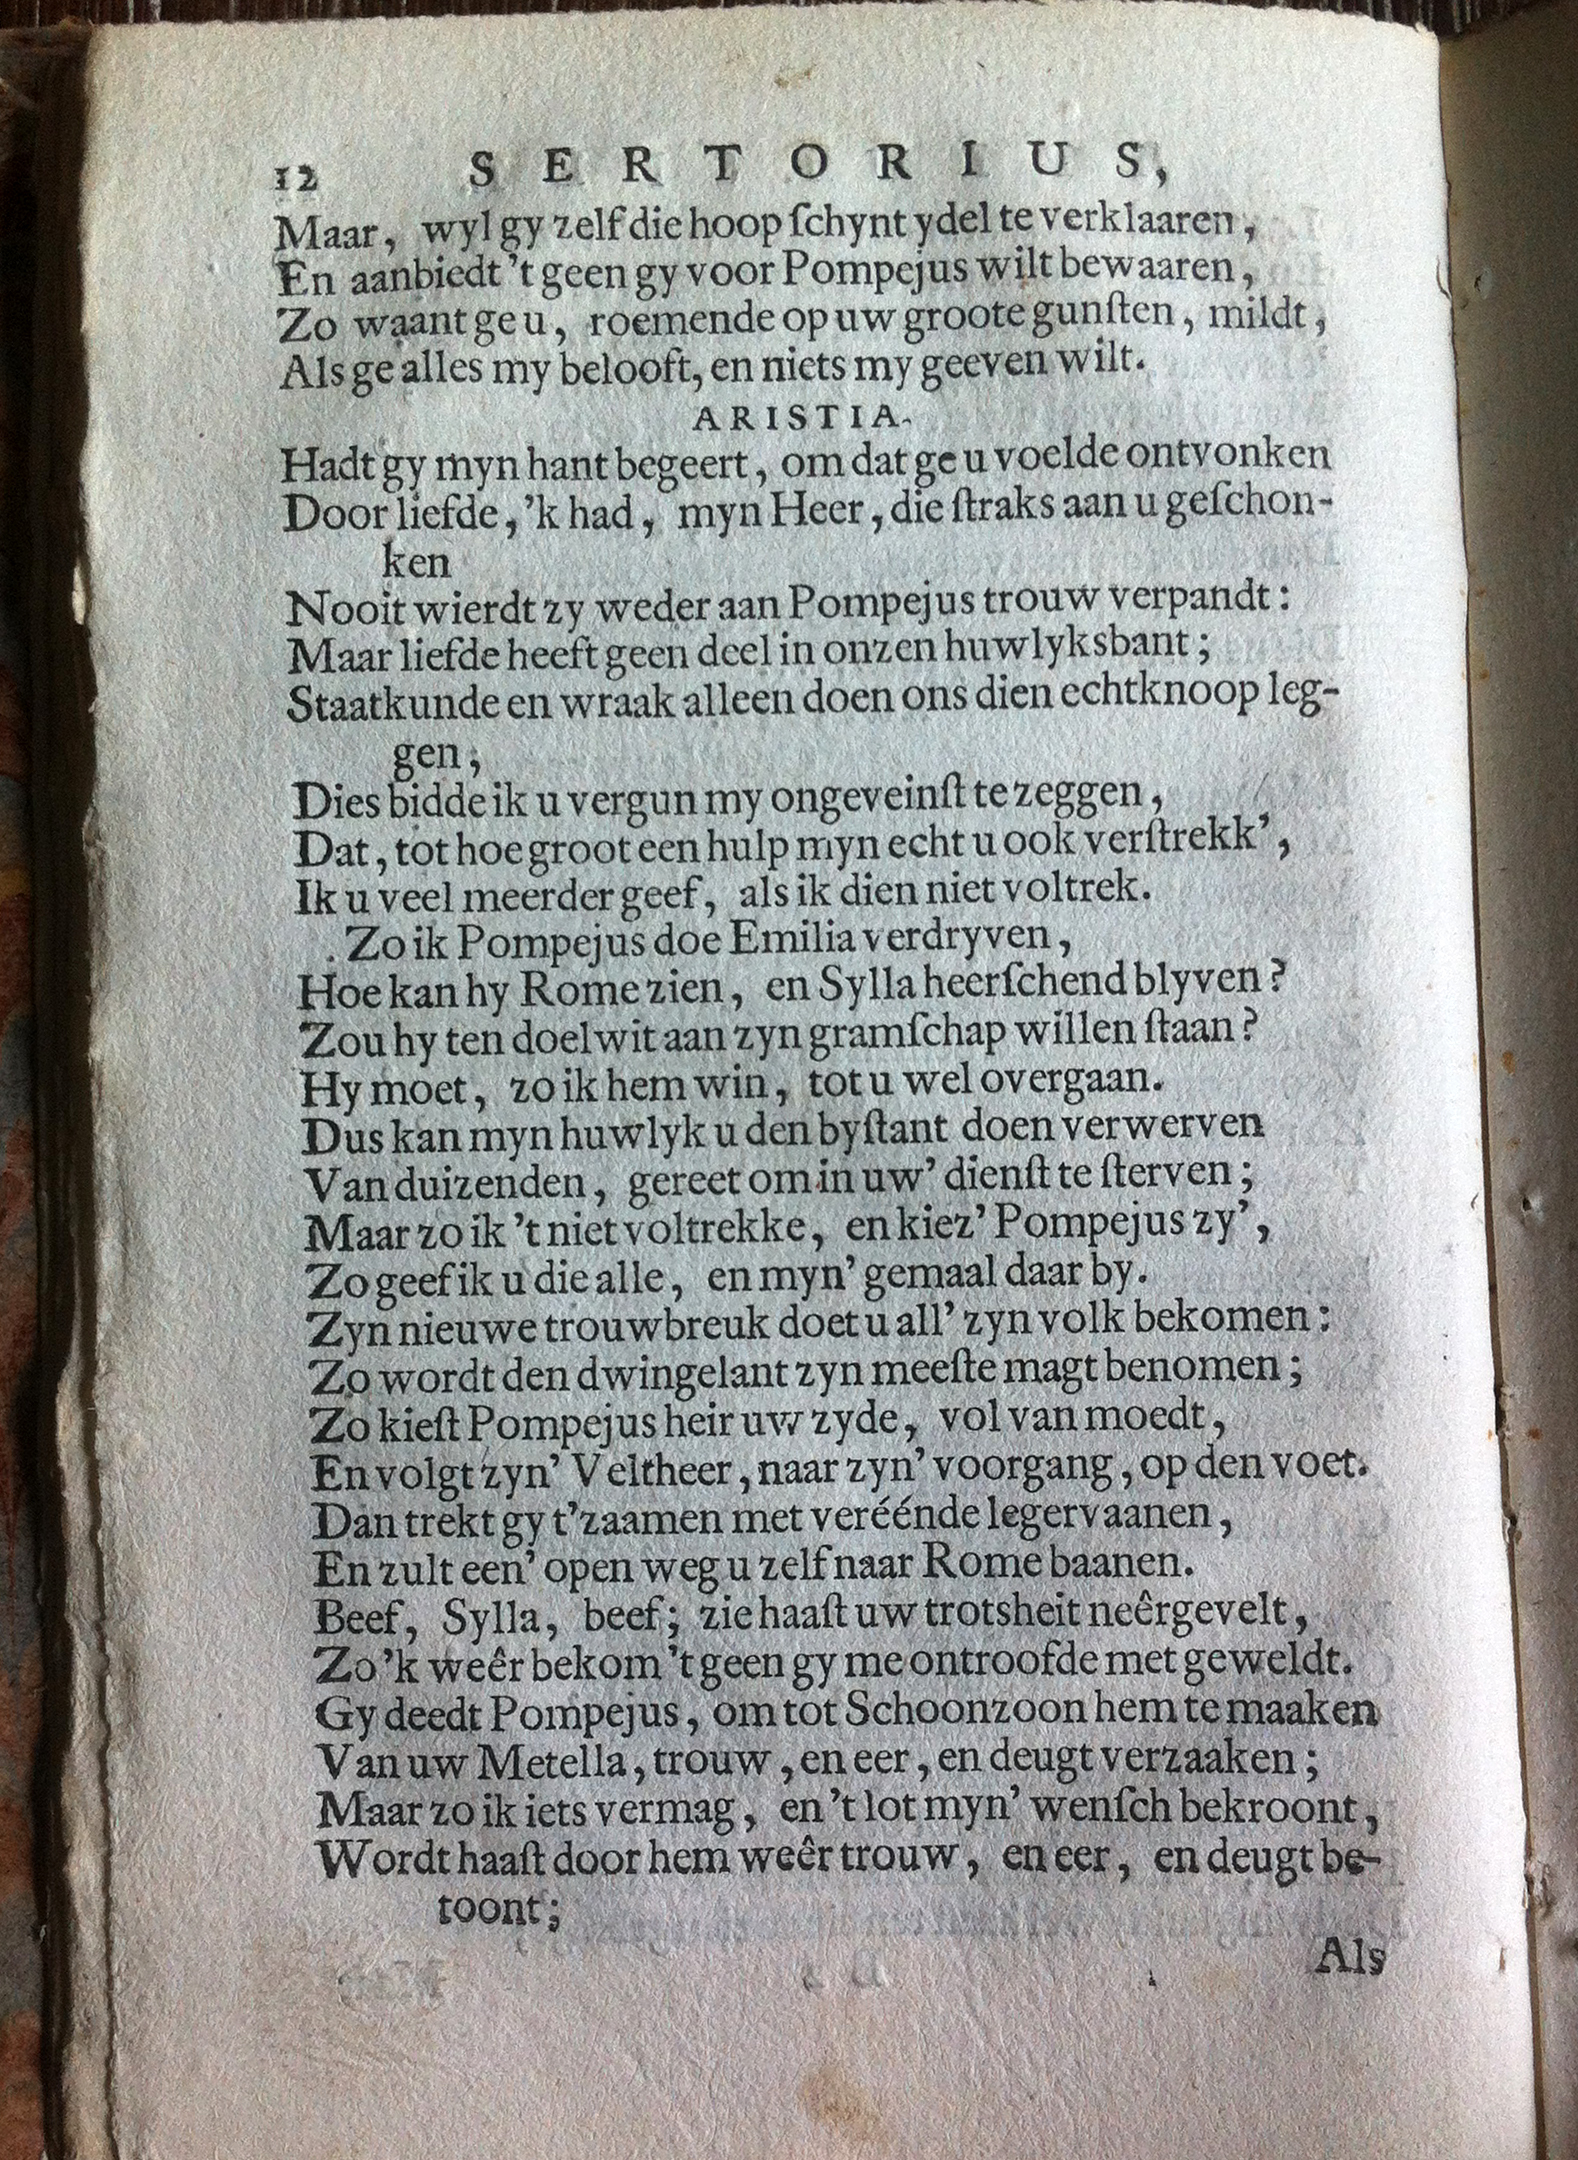 12 SERTORIUS,
Maar, wyl gy zelf die hoop ſchynt ydel te verklaaren,
En aanbiedt 't geen gy voor Pompejus wilt bewaaren,
Zo waant ge u, roemende op uw groote gunſten, mildt,
Als ge alles my belooft, en niets my geeven wilt.
ARISTIA.
Hadt gy myn hant begeert, om dat ge u voelde ontvonken
Door liefde, 'k had, myn Heer, die ſtraks aan u geſchon-
ken
Nooit wierdt zy weder aan Pompejus trouw verpandt:
Maar liefde heeft geen deel in onzen huwlyksbant;
Staatkunde en wraak alleen doen ons dien echtknoop leg-
gen;
Dies bidde ik u vergun my ongeveinſt te zeggen,
Dat, tot hoe groot een hulp myn echt u ook verſtrekk',
Ik u veel meerder geef, als ik dien niet voltrek.
Zo ik Pompejus doe Emilia verdryven,
Hoe kan hy Rome zien, en Sylla heerſchend blyven?
Zou hy ten doelwit aan zyn gramſchap willen ſtaan?
Hy moet, zo ik hem win, tot u wel overgaan.
Dus kan myn huwlyk u den byſtant doen verwerven
Van duizenden, gereet om in uw' dienſt te ſterven;
Maar zo ik 't niet voltrekke, en kiez' Pompejus zy',
Zo geef ik u die alle, en myn' gemaal daar by.
Zyn nieuwe trouwbreuk doet u all' zyn volk bekomen:
Zo wordt den dwingelant zyn meeſte magt benomen;
Zo kieſt Pompejus heir uw zyde, vol van moedt,
En volgt zyn' Veltheer, naar zyn' voorgang, op den voet.
Dan trekt gy t'zaamen met veréénde legervaanen,
En zult een' open weg u zelf naar Rome baanen.
Beef, Sylla, beef; zie haaſt uw trotsheit neêrgevelt,
Zo 'k weêr bekom 't geen gy me ontroofde met geweldt.
Gy deedt Pompejus, om tot Schoonzoon hem te maaken
Van uw Metella, trouw, en eer, en deugt verzaaken;
Maar zo ik iets vermag, en 't lot myn' wenſch bekroont,
Wordt haaſt door hem weêr trouw, en eer, en deugt be-
toont;
Als